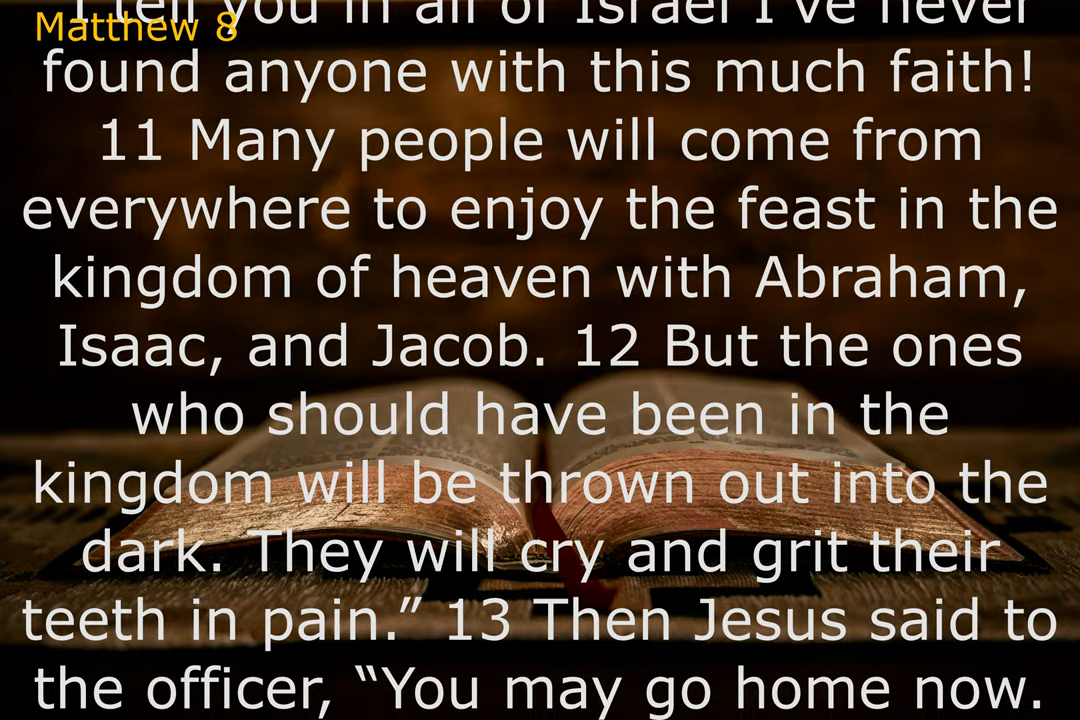 I tell you in all of Israel I've never
Matthew 8
found anyone with this much faith!
11 Many people will come from
everywhere to enjoy the feast in the
kingdom of heaven with Abraham,
Isaac, and Jacob. 12 But the ones
who should have been in the
kingdom will be thrown out into the
dark. They will cry and grit their
teeth in pain.” 13 Then Jesus said to
the officer, “You may go home now.